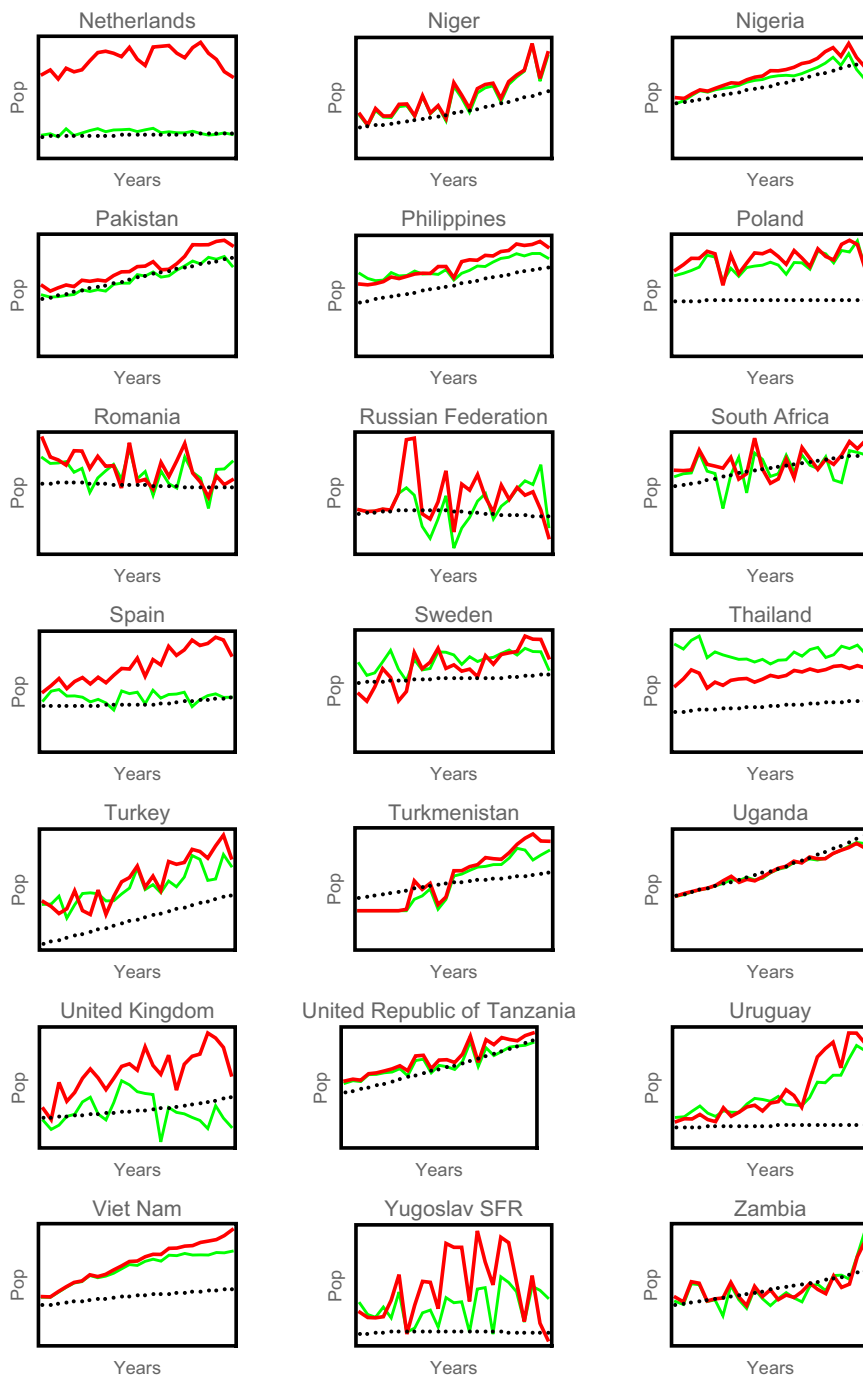 Netherlands
Niger
Nigeria
Pop
Pop
Pop
Years
Years
Years
Pakistan
Philippines
Poland
Pop
Pop
Pop
Years
Years
Years
Romania
Russian Federation
South Africa
Pop
Pop
Pop
Years
Years
Years
Spain
Sweden
Thailand
Pop
Pop
Pop
Years
Years
Years
Turkey
Turkmenistan
Uganda
Pop
Pop
Pop
Years
Years
Years
United Kingdom
United Republic of Tanzania
Uruguay
Pop
Pop
Pop
Years
Years
Years
Viet Nam
Yugoslav SFR
Zambia
Pop
Pop
Pop
Years
Years
Years